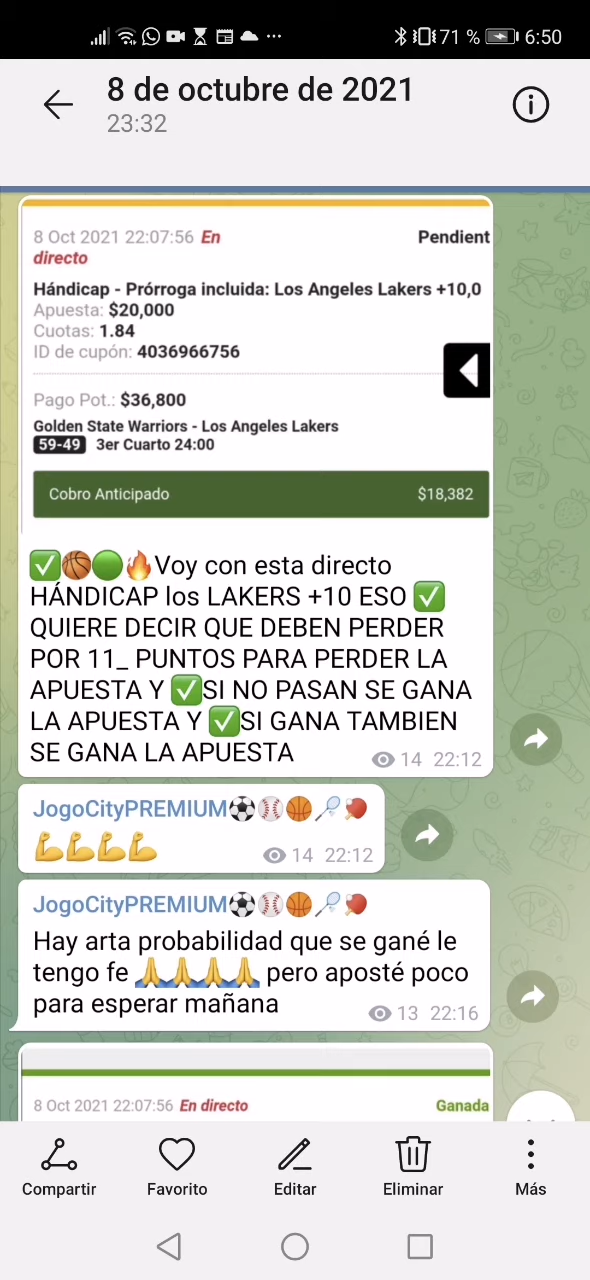 71 % 6:50
8 de octubre de 2021
23:32
8 Oct 2021 22:07:56 En Pendient
directo
Hándicap - Prórroga incluida: Los Angeles Lakers +10,0
Apuesta: $20,000
Cuotas: 1.84
ID de cupón: 4036966756
Pago Pot.: $36,800
Golden State Warriors - Los Angeles Lakers
59-49 3er Cuarto 24:00
Cobro Anticipado $18,382
✅🏀🟢🔥Voy con esta directo
HÁNDICAP los LAKERS +10 ESO ✅
QUIERE DECIR QUE DEBEN PERDER
POR 11_ PUNTOS PARA PERDER LA
APUESTA Y ✅SI NO PASAN SE GANA
LA APUESTA Y ✅SI GANA TAMBIEN
SE GANA LA APUESTA 14 22:12
JogoCityPREMIUM⚽⚾🏀🎾🏓
💪💪💪💪 14 22:12
JogoCityPREMIUM⚽⚾🏀🎾🏓
Hay arta probabilidad que se gané le
tengo fe 🙏🙏🙏🙏 pero aposté poco
para esperar mañana 13 22:16
8 Oct 2021 22:07:56 En directo Ganada
Compartir Favorito Editar Eliminar Más